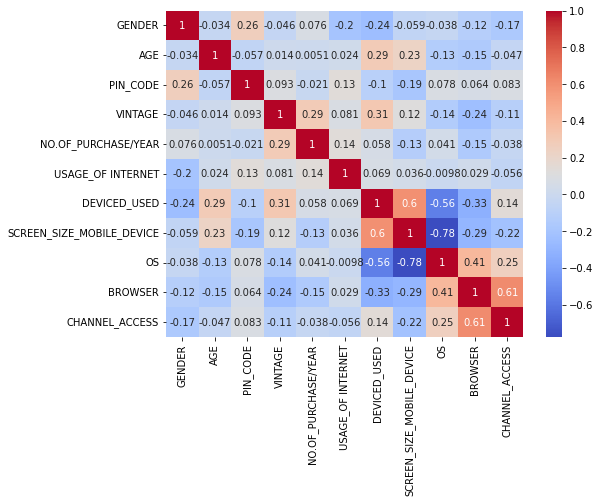 GENDER 1 -0.034 0.26 -0.046 0.076 -0.2 -0.24 -0.059 -0.038 -0.12 -0.17
AGE -0.034 1 -0.057 0.014 0.0051 0.024 0.29 0.23 -0.13 -0.15 -0.047
PIN_CODE 0.26 -0.057 1 0.093 -0.021 0.13 -0.1 -0.19 0.078 0.064 0.083
VINTAGE -0.046 0.014 0.093 1 0.29 0.081 0.31 0.12 -0.14 -0.24 -0.11
NO.OF_PURCHASE/YEAR 0.076 0.0051 -0.021 0.29 1 0.14 0.058 -0.13 0.041 -0.15 -0.038
USAGE_OF INTERNET -0.2 0.024 0.13 0.081 0.14 1 0.069 0.036 -0.0098 0.029 -0.056
DEVICED_USED -0.24 0.29 -0.1 0.31 0.058 0.069 1 0.6 -0.56 -0.33 0.14
SCREEN_SIZE_MOBILE_DEVICE -0.059 0.23 -0.19 0.12 -0.13 0.036 0.6 1 -0.78 -0.29 -0.22
OS -0.038 -0.13 0.078 -0.14 0.041 -0.0098 -0.56 -0.78 1 0.41 0.25
BROWSER -0.12 -0.15 0.064 -0.24 -0.15 0.029 -0.33 -0.29 0.41 1 0.61
CHANNEL_ACCESS -0.17 -0.047 0.083 -0.11 -0.038 -0.056 0.14 -0.22 0.25 0.61 1
GENDER
AGE
PIN_CODE
VINTAGE
NO.OF_PURCHASE/YEAR
USAGE_OF INTERNET
DEVICED_USED
SCREEN_SIZE_MOBILE_DEVICE
OS
BROWSER
CHANNEL_ACCESS
1.0
0.8
0.6
0.4
0.2
0.0
−0.2
−0.4
−0.6